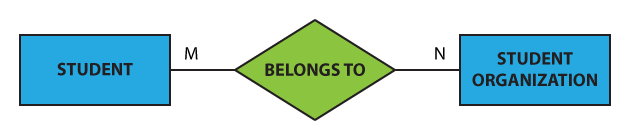 STUDENT
M
BELONGS TO
N
STUDENT
ORGANIZATION